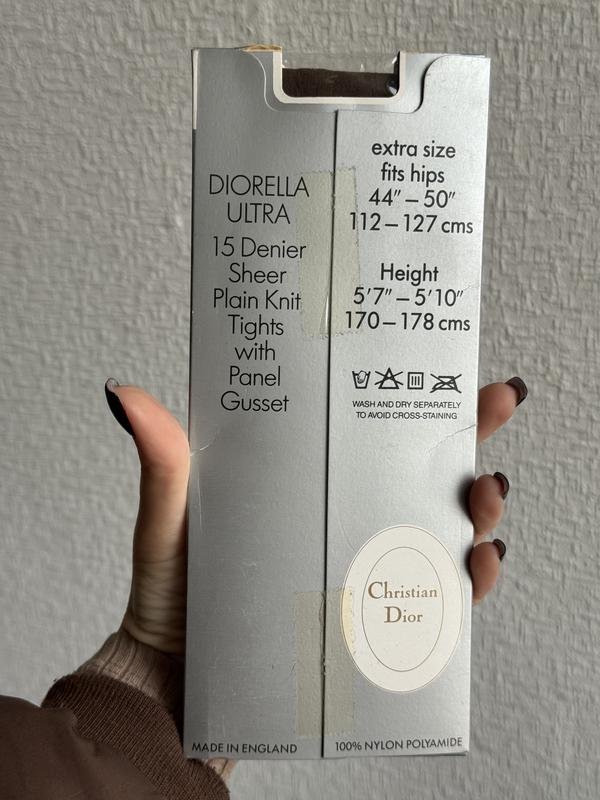 DIORELLA
ULTRA
15 Denier
Sheer
Plain Knit
Tights
with
Panel
Gusset
MADE IN ENGLAND
extra size
fits hips
44″ – 50″
112 – 127 cms
Height
5′7″ – 5′10″
170 – 178 cms
WASH AND DRY SEPARATELY
TO AVOID CROSS-STAINING
Christian
Dior
100% NYLON POLYAMIDE